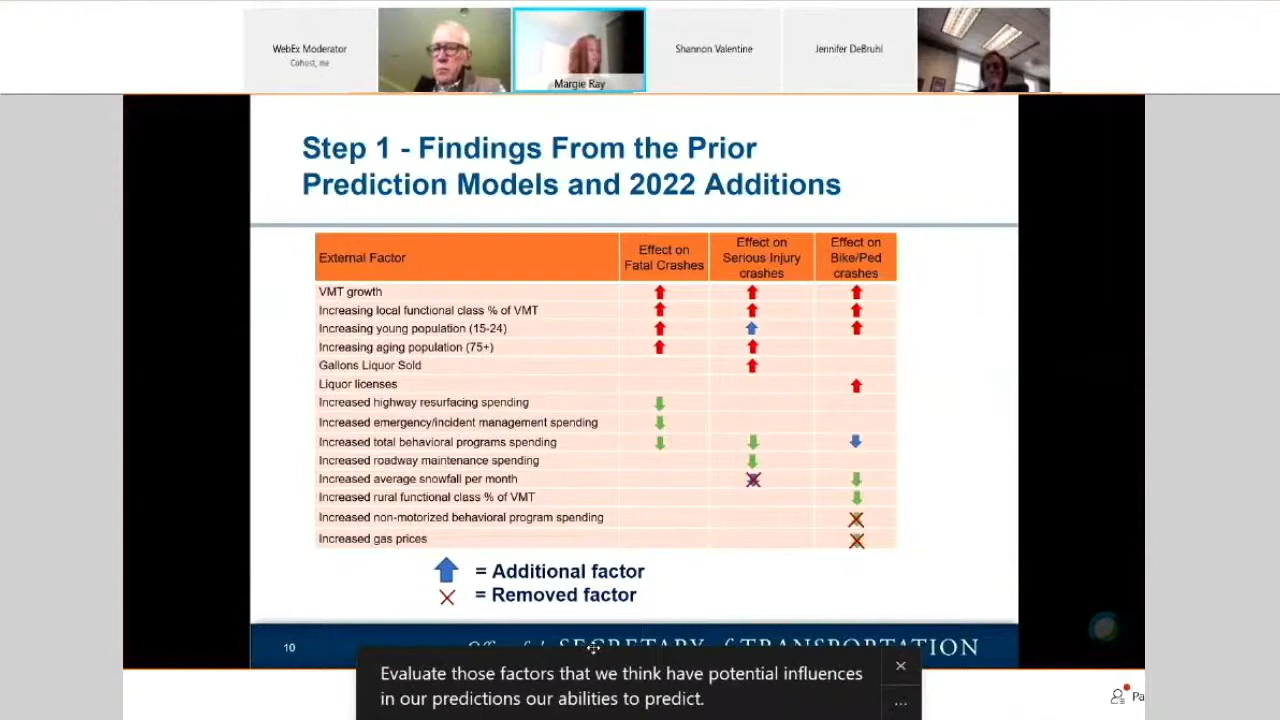 WebEx Moderator
Cohost, me
Margie Ray
Shannon Valentine
Jennifer DeBruhl
Step 1 - Findings From the Prior
Prediction Models and 2022 Additions
External Factor
Effect on
Fatal Crashes
Effect on
Serious Injury
crashes
Effect on
Bike/Ped
crashes
VMT growth
Increasing local functional class % of VMT
Increasing young population (15-24)
Increasing aging population (75+)
Gallons Liquor Sold
Liquor licenses
Increased highway resurfacing spending
Increased emergency/incident management spending
Increased total behavioral programs spending
Increased roadway maintenance spending
Increased average snowfall per month
Increased rural functional class % of VMT
Increased non-motorized behavioral program spending
Increased gas prices
= Additional factor
= Removed factor
10
SECRETARY of TRANSPORTATION
Evaluate those factors that we think have potential influences
in our predictions our abilities to predict.
Pa